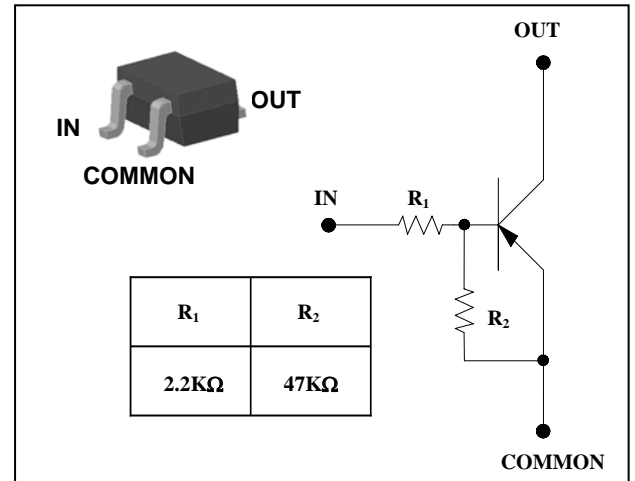 OUT
OUT
IN
COMMON
IN
R₁
R₂
R₁ R₂
2.2KΩ 47KΩ
COMMON